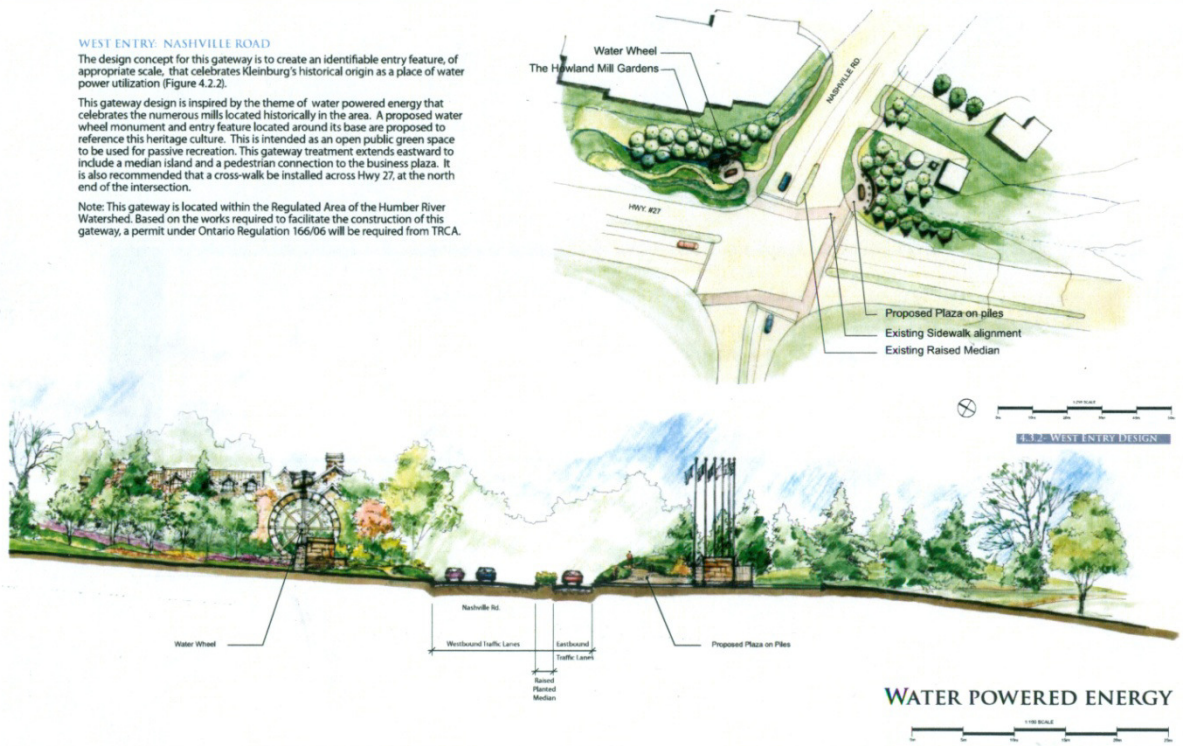 WEST ENTRY: NASHVILLE ROAD
The design concept for this gateway is to create an identifiable entry feature, of
appropriate scale, that celebrates Kleinburg's historical origin as a place of water
power utilization (Figure 4.2.2).
This gateway design is inspired by the theme of water powered energy that
celebrates the numerous mills located historically in the area. A proposed water
wheel monument and entry feature located around its base are proposed to
reference this heritage culture. This is intended as an open public green space
to be used for passive recreation. This gateway treatment extends eastward to
include a median island and a pedestrian connection to the business plaza. It
is also recommended that a cross-walk be installed across Hwy 27, at the north
end of the intersection.
Note: This gateway is located within the Regulated Area of the Humber River
Watershed. Based on the works required to facilitate the construction of this
gateway, a permit under Ontario Regulation 166/06 will be required from TRCA.
Water Wheel
The Howland Mill Gardens
NASHVILLE RD.
HWY. #27
Proposed Plaza on piles
Existing Sidewalk alignment
Existing Raised Median
SCALE
4.3.2: WEST ENTRY DESIGN
Nashville Rd.
Water Wheel
Westbound Traffic Lanes
Eastbound
Traffic Lanes
Proposed Plaza on Piles
Raised
Planted
Median
WATER POWERED ENERGY
1:100 SCALE